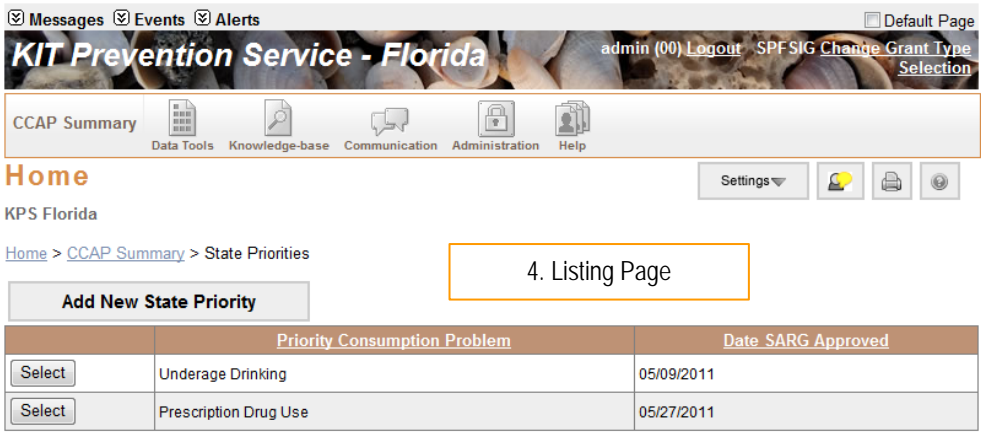 Messages Events Alerts Default Page
KIT Prevention Service - Florida admin (00) Logout SPFSIG Change Grant Type
Selection
CCAP Summary Data Tools Knowledge-base Communication Administration Help
Home Settings
KPS Florida
Home > CCAP Summary > State Priorities
4. Listing Page
Add New State Priority
Priority Consumption Problem Date SARG Approved
Select Underage Drinking 05/09/2011
Select Prescription Drug Use 05/27/2011